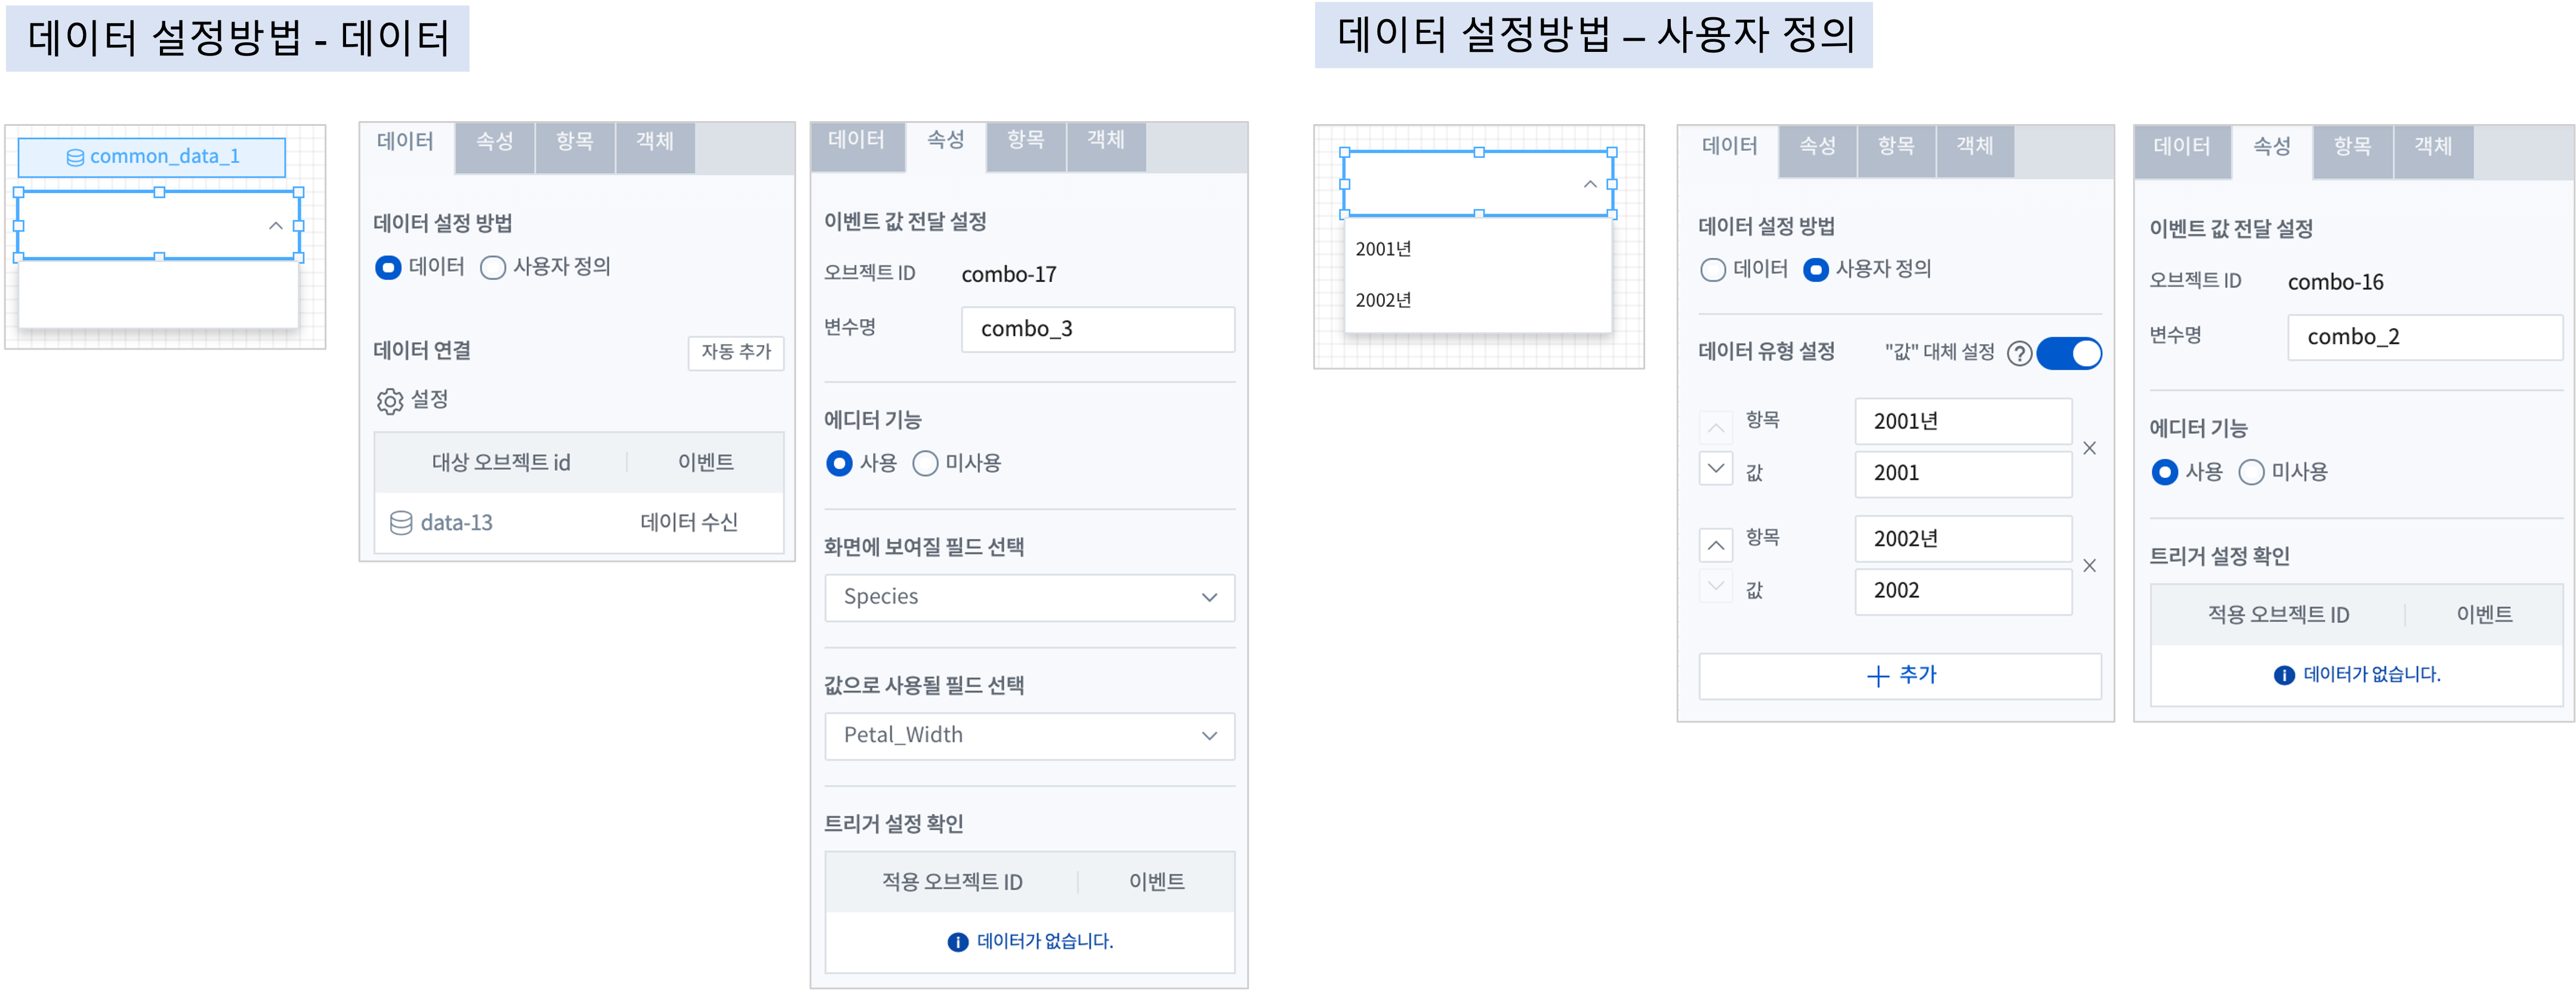 데이터 설정방법 - 데이터
common_data_1
데이터 속성 항목 객체
데이터 설정 방법
데이터 사용자 정의
데이터 연결 자동 추가
설정
대상 오브젝트 id 이벤트
data-13 데이터 수신
데이터 속성 항목 객체
이벤트 값 전달 설정
오브젝트 ID combo-17
변수명 combo_3
에디터 기능
사용 미사용
화면에 보여질 필드 선택
Species
값으로 사용될 필드 선택
Petal_Width
트리거 설정 확인
적용 오브젝트 ID 이벤트
데이터가 없습니다.
데이터 설정방법 – 사용자 정의
2001년
2002년
데이터 속성 항목 객체
데이터 설정 방법
데이터 사용자 정의
데이터 유형 설정 "값" 대체 설정 ?
항목 2001년
값 2001
항목 2002년
값 2002
+ 추가
데이터 속성 항목 객체
이벤트 값 전달 설정
오브젝트 ID combo-16
변수명 combo_2
에디터 기능
사용 미사용
트리거 설정 확인
적용 오브젝트 ID 이벤트
데이터가 없습니다.